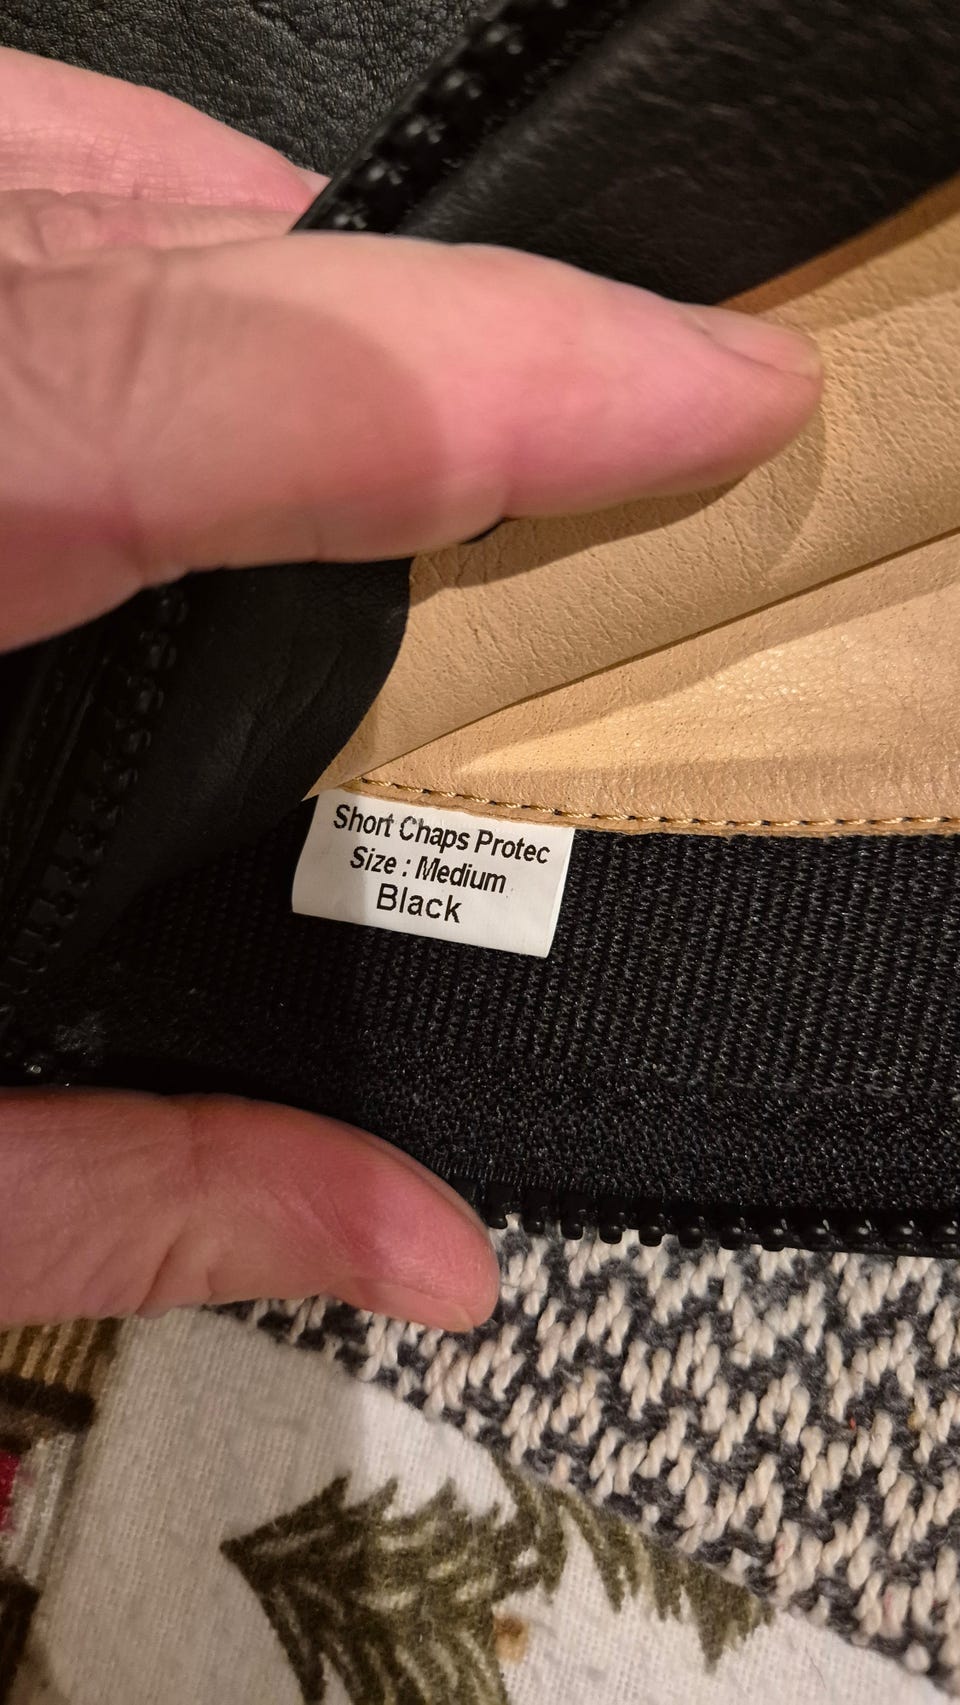 Short Chaps Protec
Size : Medium
Black